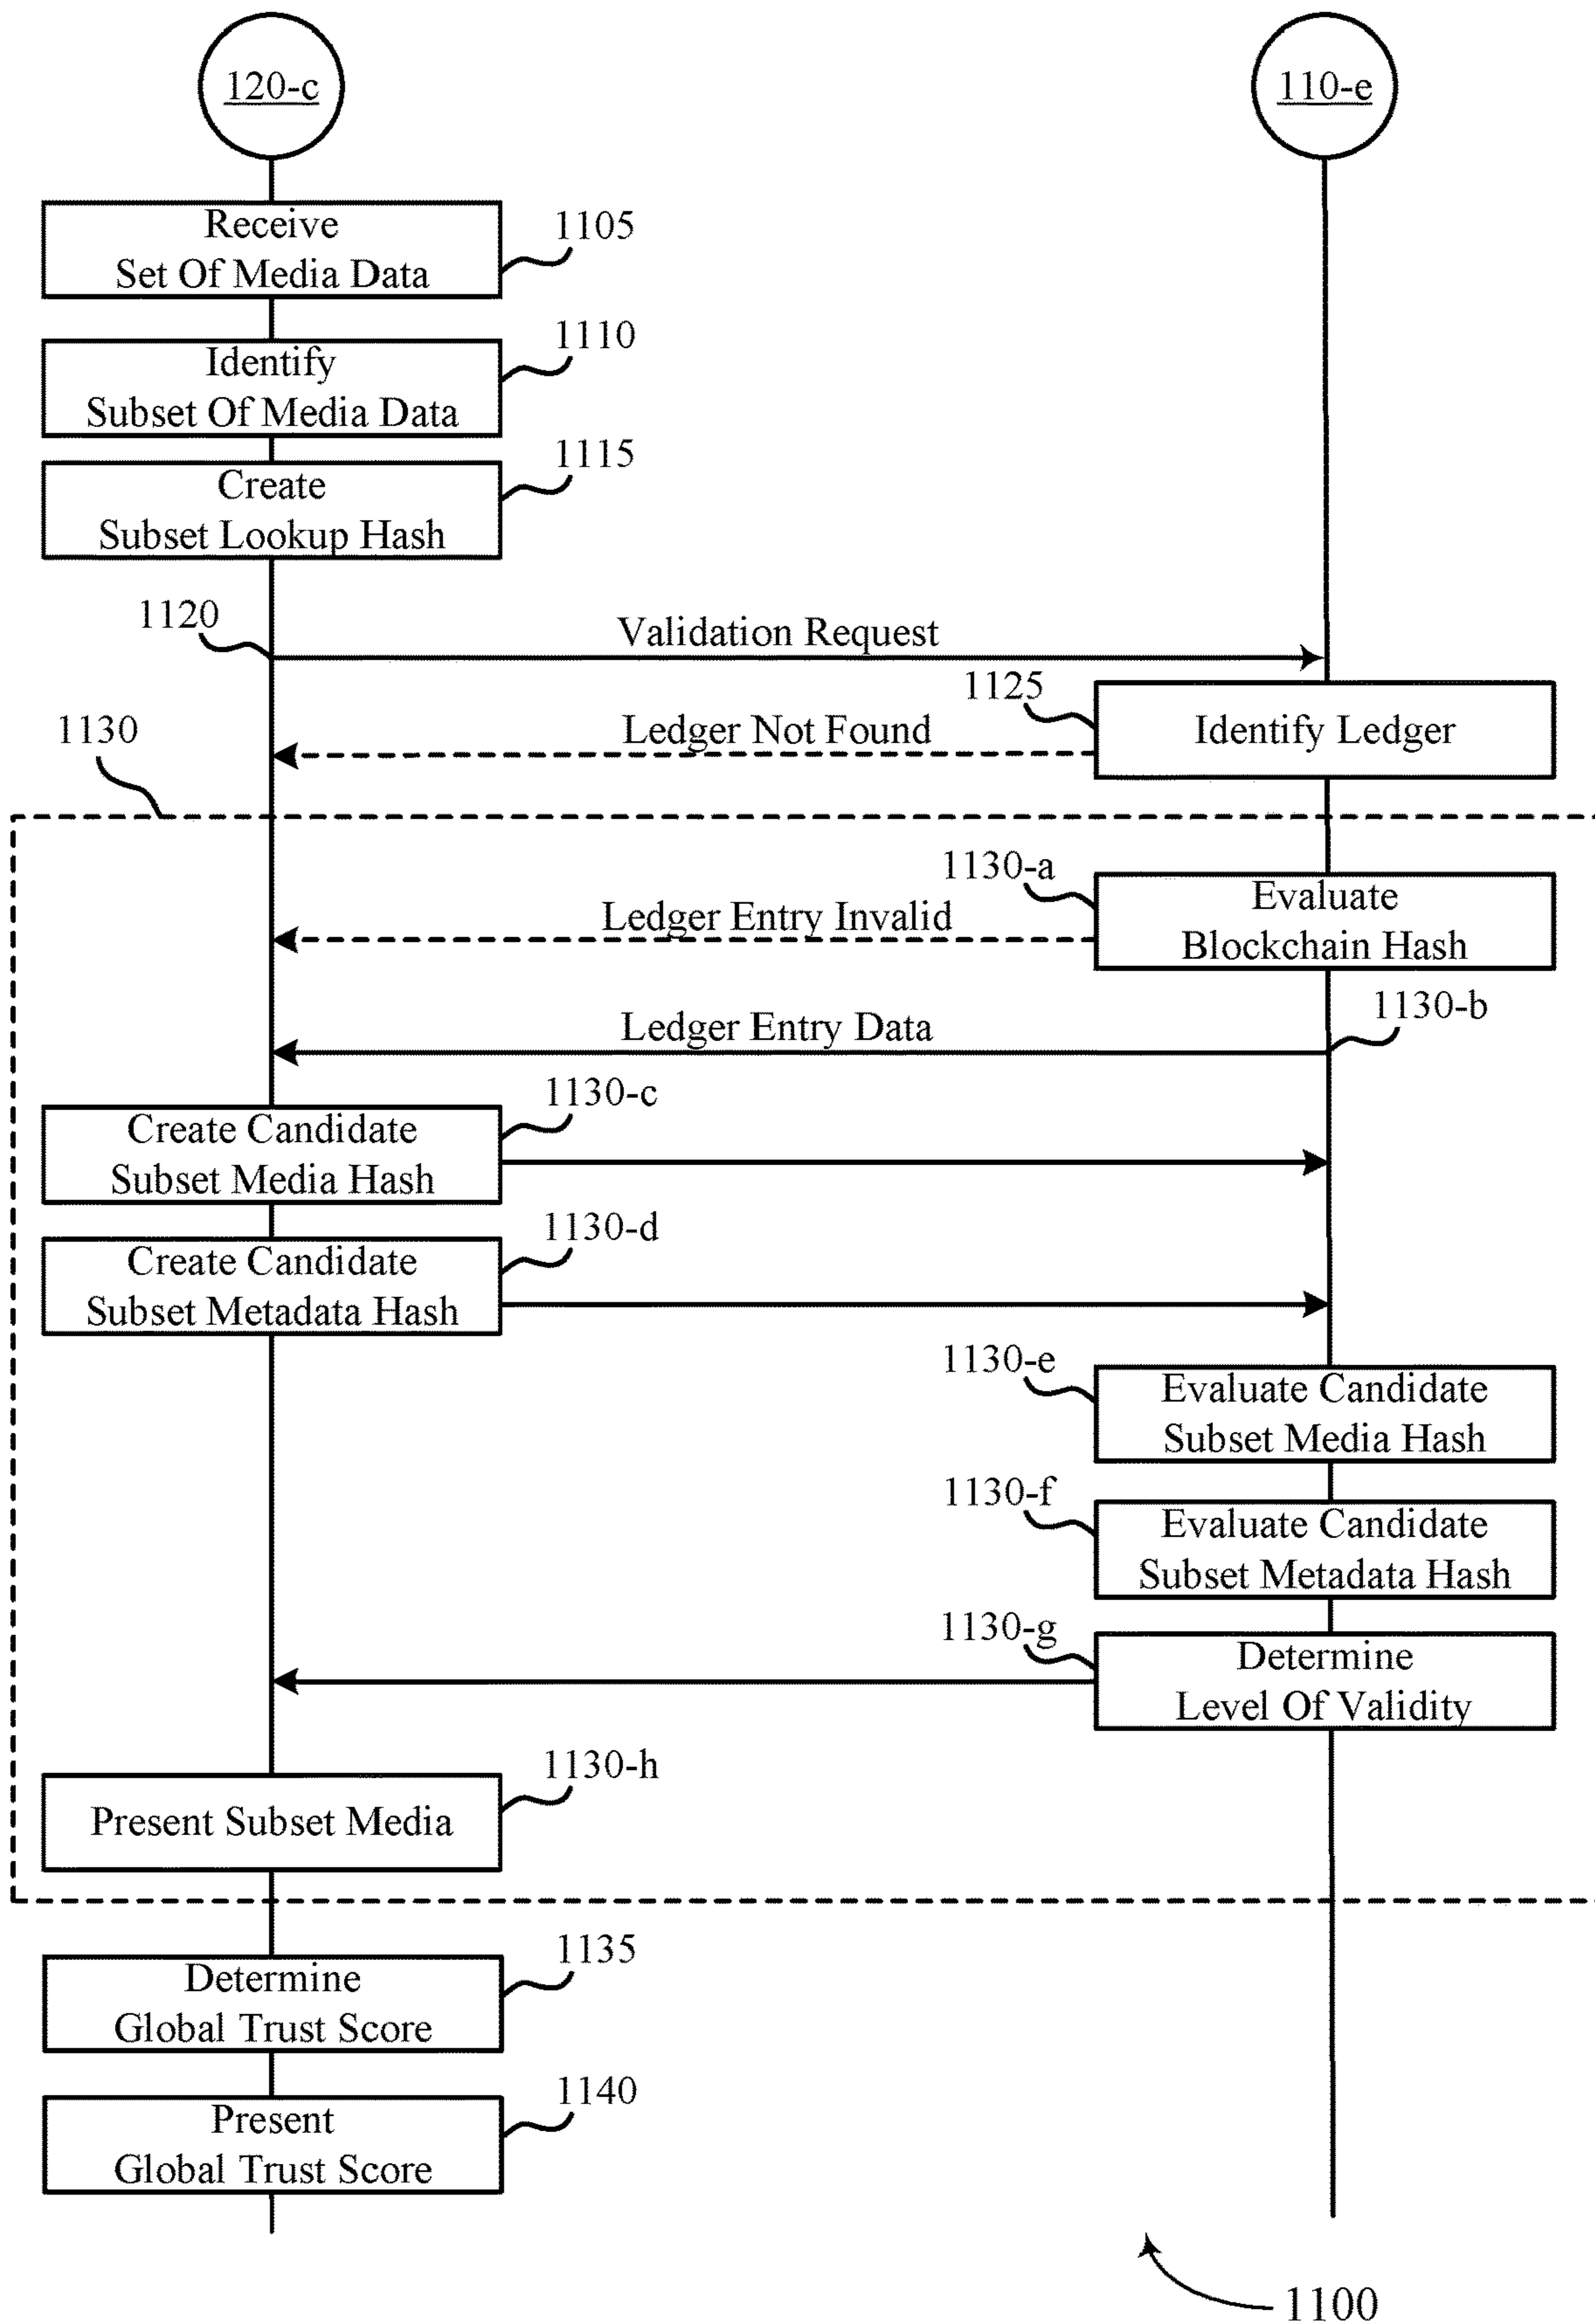 120-c
110-e
Receive
Set Of Media Data
1105
Identify
Subset Of Media Data
1110
Create
Subset Lookup Hash
1115
1120
Validation Request
1125
Identify Ledger
Ledger Not Found
1130
1130-a
Evaluate
Blockchain Hash
Ledger Entry Invalid
1130-b
Ledger Entry Data
1130-c
Create Candidate
Subset Media Hash
1130-d
Create Candidate
Subset Metadata Hash
1130-e
Evaluate Candidate
Subset Media Hash
1130-f
Evaluate Candidate
Subset Metadata Hash
1130-g
Determine
Level Of Validity
1130-h
Present Subset Media
1135
Determine
Global Trust Score
1140
Present
Global Trust Score
1100